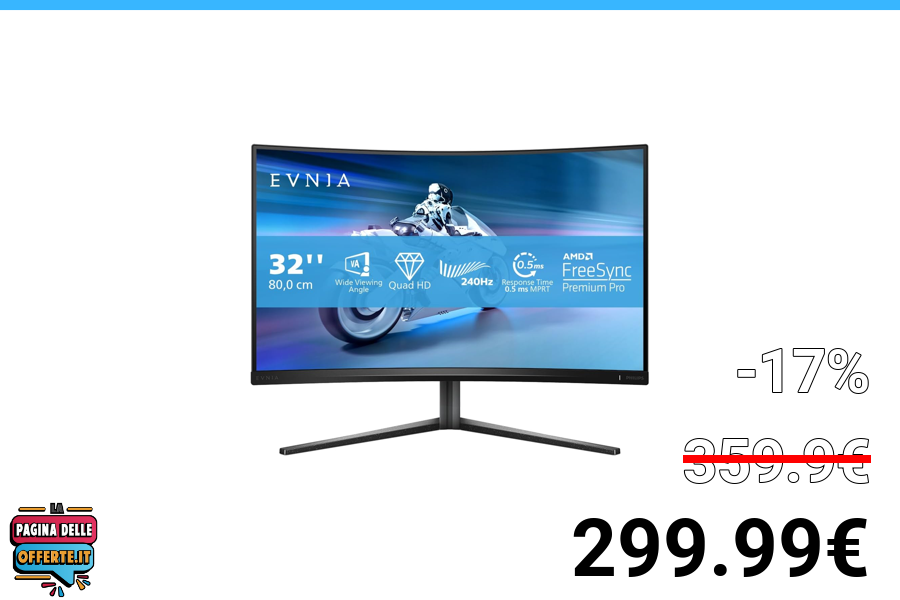 EVNIA
32''
80,0 cm
VA
Wide Viewing
Angle
Quad HD
240Hz
0.5ms
Response Time
0.5 ms MPRT
AMD
FreeSync
Premium Pro
EVNIA
-17%
359.9€
299.99€
LA
PAGINA DELLE
OFFERTE.IT